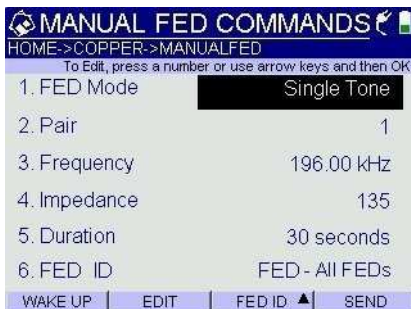 MANUAL FED COMMANDS
HOME->COPPER->MANUALFED
To Edit, press a number or use arrow keys and then OK
1. FED Mode Single Tone
2. Pair 1
3. Frequency 196.00 kHz
4. Impedance 135
5. Duration 30 seconds
6. FED ID FED - All FEDs
WAKE UP EDIT FED ID ▲ SEND